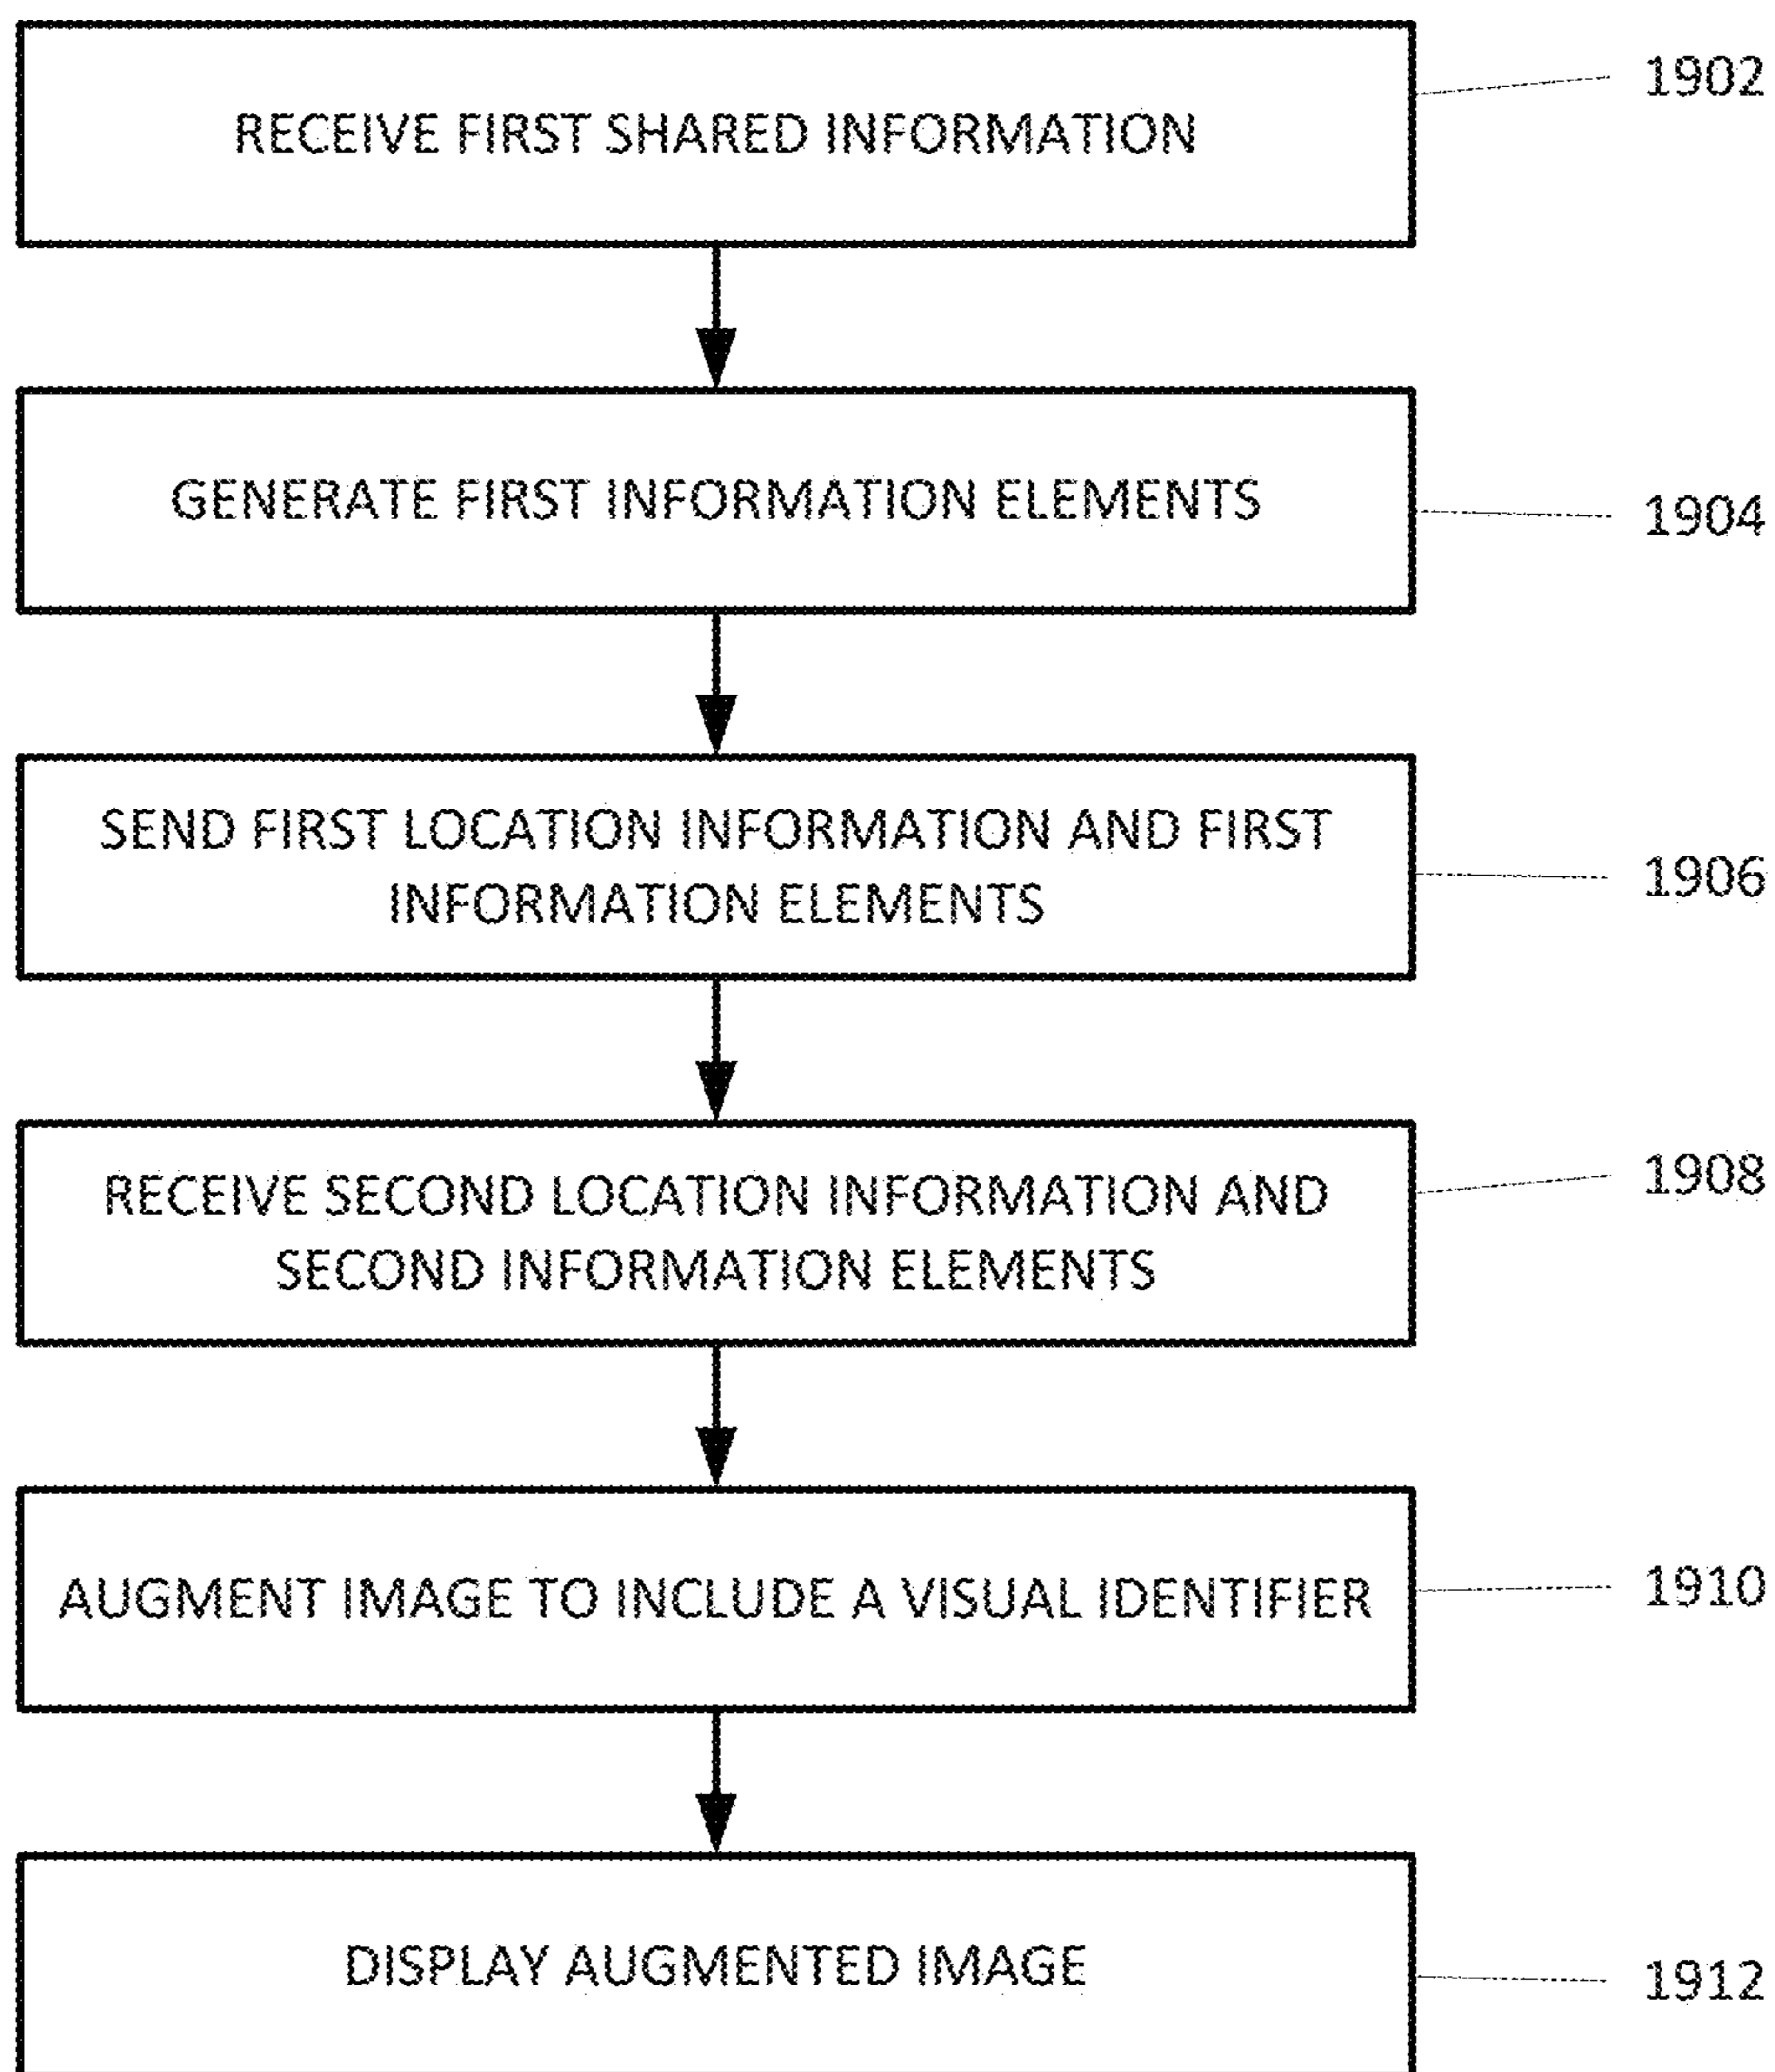 RECEIVE FIRST SHARED INFORMATION
1902
GENERATE FIRST INFORMATION ELEMENTS
1904
SEND FIRST LOCATION INFORMATION AND FIRST
INFORMATION ELEMENTS
1906
RECEIVE SECOND LOCATION INFORMATION AND
SECOND INFORMATION ELEMENTS
1908
AUGMENT IMAGE TO INCLUDE A VISUAL IDENTIFIER
1910
DISPLAY AUGMENTED IMAGE
1912